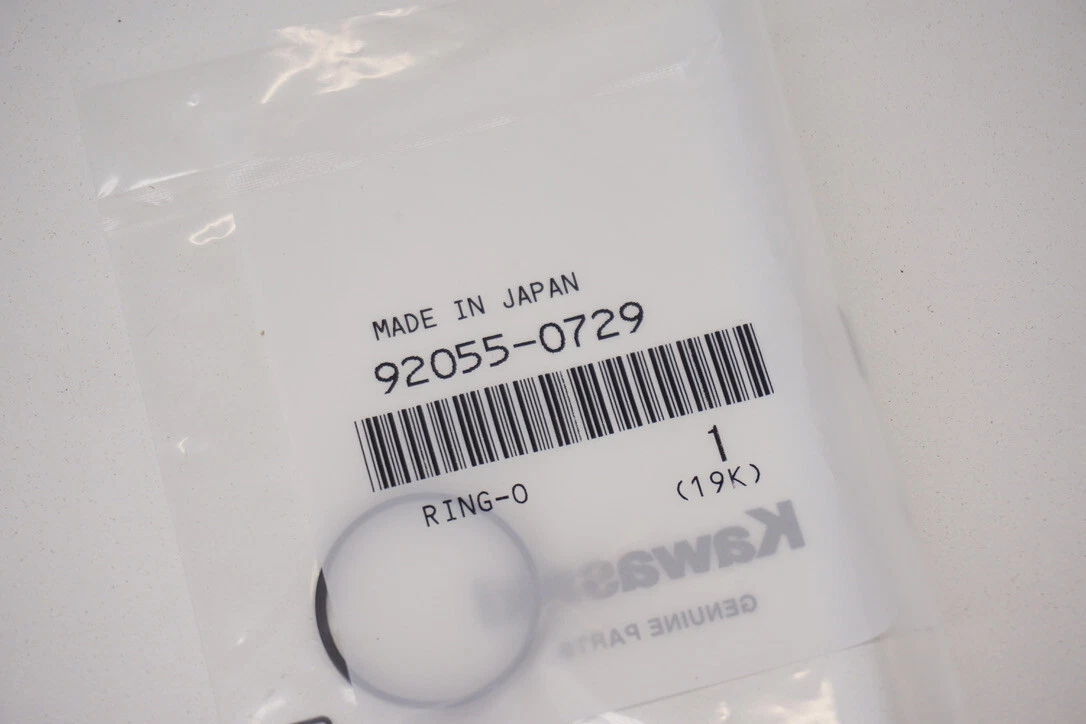 MADE IN JAPAN
92055-0729
1
RING-O
(19K)
Kawasaki
GENUINE PARTS